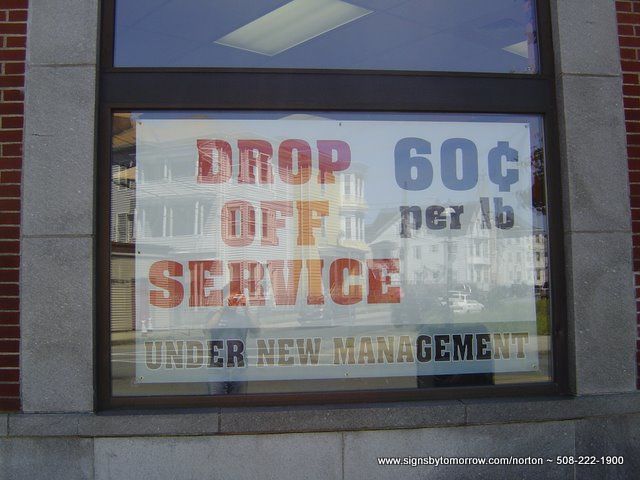 DROP OFF SERVICE
60¢ per lb
UNDER NEW MANAGEMENT
www.signsbytomorrow.com/norton ~ 508-222-1900